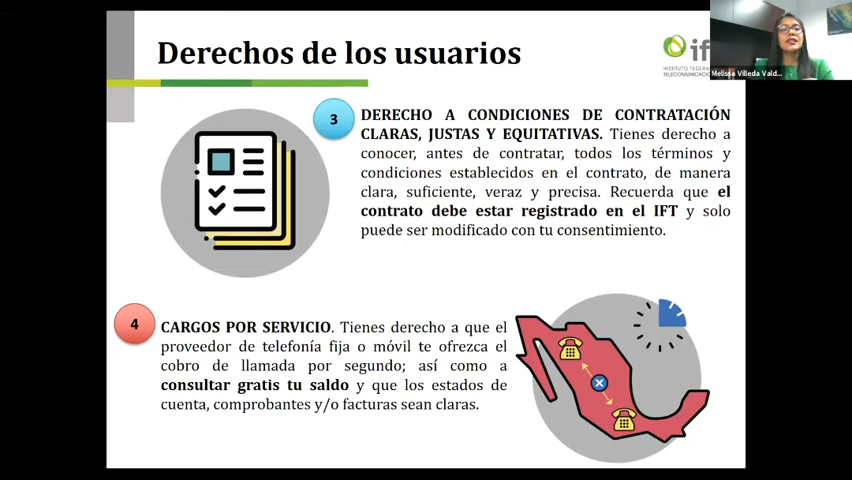 Derechos de los usuarios
ift
INSTITUTO FEDERAL
TELECOMUNICACIO
Melissa Villeda Vald...
3
DERECHO A CONDICIONES DE CONTRATACIÓN
CLARAS, JUSTAS Y EQUITATIVAS. Tienes derecho a
conocer, antes de contratar, todos los términos y
condiciones establecidos en el contrato, de manera
clara, suficiente, veraz y precisa. Recuerda que el
contrato debe estar registrado en el IFT y solo
puede ser modificado con tu consentimiento.
4
CARGOS POR SERVICIO. Tienes derecho a que el
proveedor de telefonía fija o móvil te ofrezca el
cobro de llamada por segundo; así como a
consultar gratis tu saldo y que los estados de
cuenta, comprobantes y/o facturas sean claras.